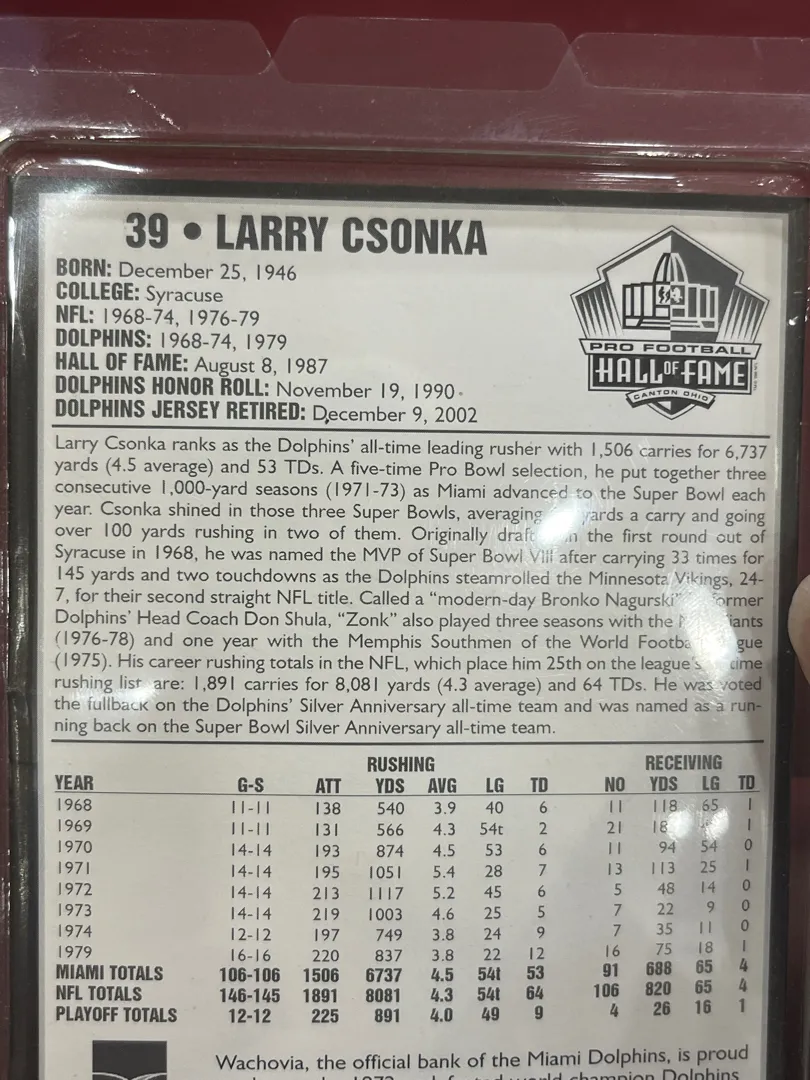 39 • LARRY CSONKA
BORN: December 25, 1946
COLLEGE: Syracuse
NFL: 1968-74, 1976-79
DOLPHINS: 1968-74, 1979
HALL OF FAME: August 8, 1987
DOLPHINS HONOR ROLL: November 19, 1990
DOLPHINS JERSEY RETIRED: December 9, 2002
PRO FOOTBALL
HALL OF FAME
CANTON OHIO
Larry Csonka ranks as the Dolphins' all-time leading rusher with 1,506 carries for 6,737
yards (4.5 average) and 53 TDs. A five-time Pro Bowl selection, he put together three
consecutive 1,000-yard seasons (1971-73) as Miami advanced to the Super Bowl each
year. Csonka shined in those three Super Bowls, averaging yards a carry and going
over 100 yards rushing in two of them. Originally draft in the first round out of
Syracuse in 1968, he was named the MVP of Super Bowl VIII after carrying 33 times for
145 yards and two touchdowns as the Dolphins steamrolled the Minnesota Vikings, 24-
7, for their second straight NFL title. Called a "modern-day Bronko Nagurski" ormer
Dolphins' Head Coach Don Shula, "Zonk" also played three seasons with the iants
(1976-78) and one year with the Memphis Southmen of the World Footba gue
(1975). His career rushing totals in the NFL, which place him 25th on the league's time
rushing list are: 1,891 carries for 8,081 yards (4.3 average) and 64 TDs. He was voted
the fullback on the Dolphins' Silver Anniversary all-time team and was named as a run-
ning back on the Super Bowl Silver Anniversary all-time team.
RUSHING RECEIVING
YEAR G-S ATT YDS AVG LG TD NO YDS LG TD
1968 11-11 138 540 3.9 40 6 11 118 65 1
1969 11-11 131 566 4.3 54t 2 21 18 1
1970 14-14 193 874 4.5 53 6 11 94 54 0
1971 14-14 195 1051 5.4 28 7 13 113 25 1
1972 14-14 213 1117 5.2 45 6 5 48 14 0
1973 14-14 219 1003 4.6 25 5 7 22 9 0
1974 12-12 197 749 3.8 24 9 7 35 11 0
1979 16-16 220 837 3.8 22 12 16 75 18 1
MIAMI TOTALS 106-106 1506 6737 4.5 54t 53 91 688 65 4
NFL TOTALS 146-145 1891 8081 4.3 54t 64 106 820 65 4
PLAYOFF TOTALS 12-12 225 891 4.0 49 9 4 26 16 1
Wachovia, the official bank of the Miami Dolphins, is proud
world champion Dolphins